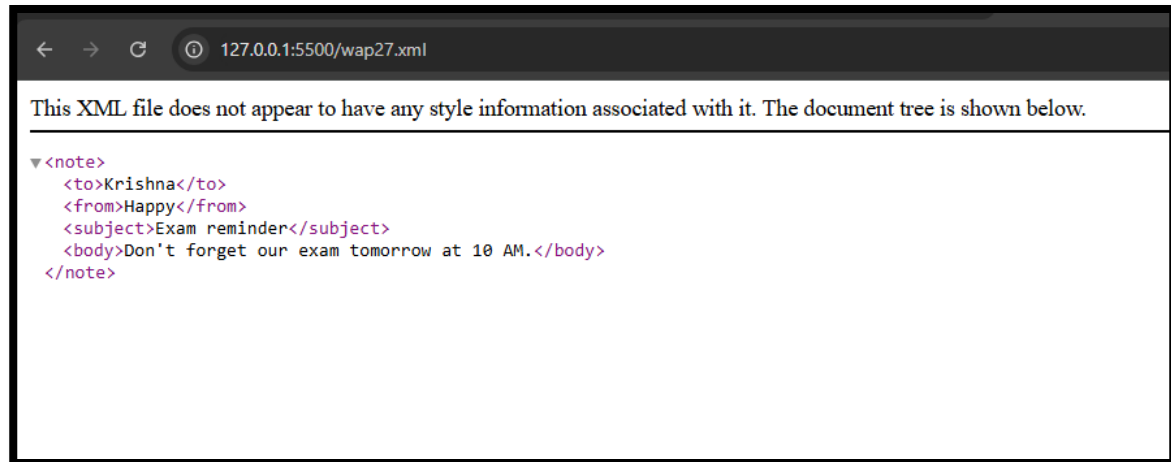 127.0.0.1:5500/wap27.xml
This XML file does not appear to have any style information associated with it. The document tree is shown below.
<note>
<to>Krishna</to>
<from>Happy</from>
<subject>Exam reminder</subject>
<body>Don't forget our exam tomorrow at 10 AM.</body>
</note>